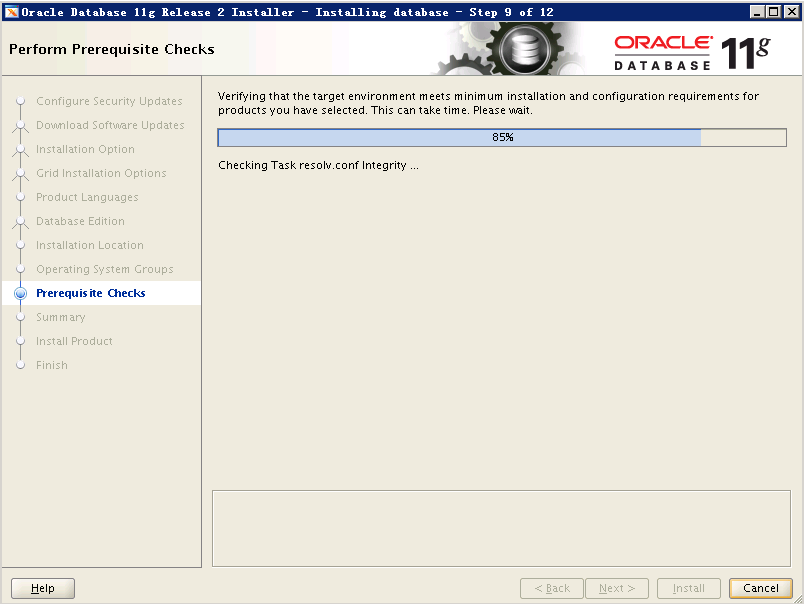 Oracle Database 11g Release 2 Installer - Installing database - Step 9 of 12
Perform Prerequisite Checks
ORACLE
DATABASE
11g
Configure Security Updates
Download Software Updates
Installation Option
Grid Installation Options
Product Languages
Database Edition
Installation Location
Operating System Groups
Prerequisite Checks
Summary
Install Product
Finish
Verifying that the target environment meets minimum installation and configuration requirements for
products you have selected. This can take time. Please wait.
85%
Checking Task resolv.conf Integrity ...
Help
< Back
Next >
Install
Cancel